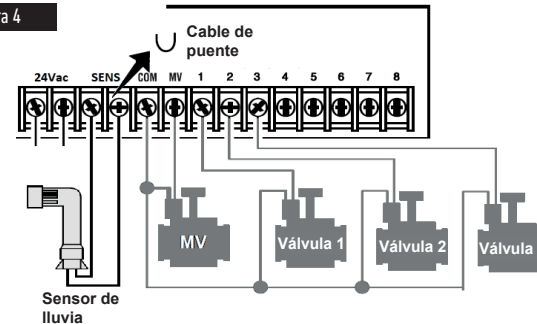 a 4
Cable de
puente
24Vac SENS COM MV 1 2 3 4 5 6 7 8
MV
Válvula 1
Válvula 2
Válvula
Sensor de
lluvia